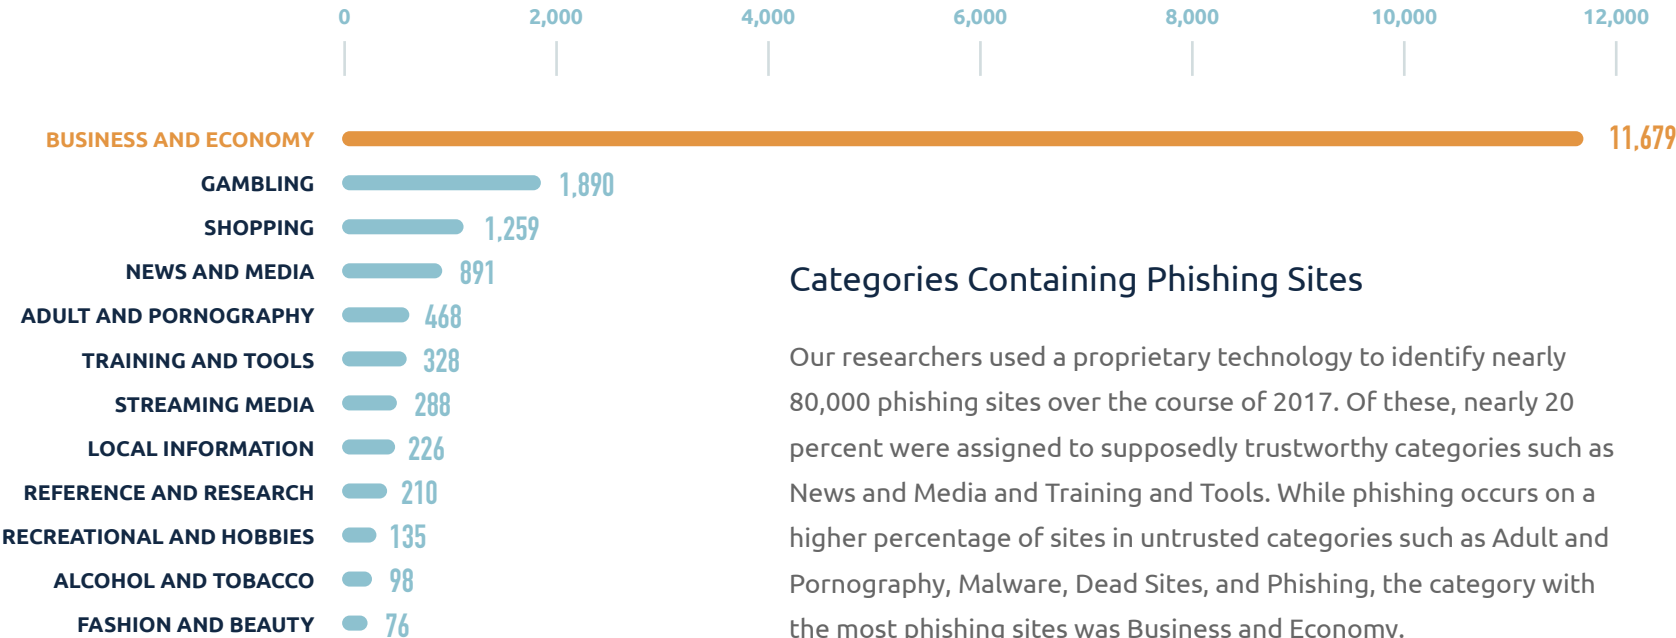 0 2,000 4,000 6,000 8,000 10,000 12,000
BUSINESS AND ECONOMY 11,679
GAMBLING 1,890
SHOPPING 1,259
NEWS AND MEDIA 891
ADULT AND PORNOGRAPHY 468
TRAINING AND TOOLS 328
STREAMING MEDIA 288
LOCAL INFORMATION 226
REFERENCE AND RESEARCH 210
RECREATIONAL AND HOBBIES 135
ALCOHOL AND TOBACCO 98
FASHION AND BEAUTY 76
Categories Containing Phishing Sites
Our researchers used a proprietary technology to identify nearly
80,000 phishing sites over the course of 2017. Of these, nearly 20
percent were assigned to supposedly trustworthy categories such as
News and Media and Training and Tools. While phishing occurs on a
higher percentage of sites in untrusted categories such as Adult and
Pornography, Malware, Dead Sites, and Phishing, the category with
the most phishing sites was Business and Economy.